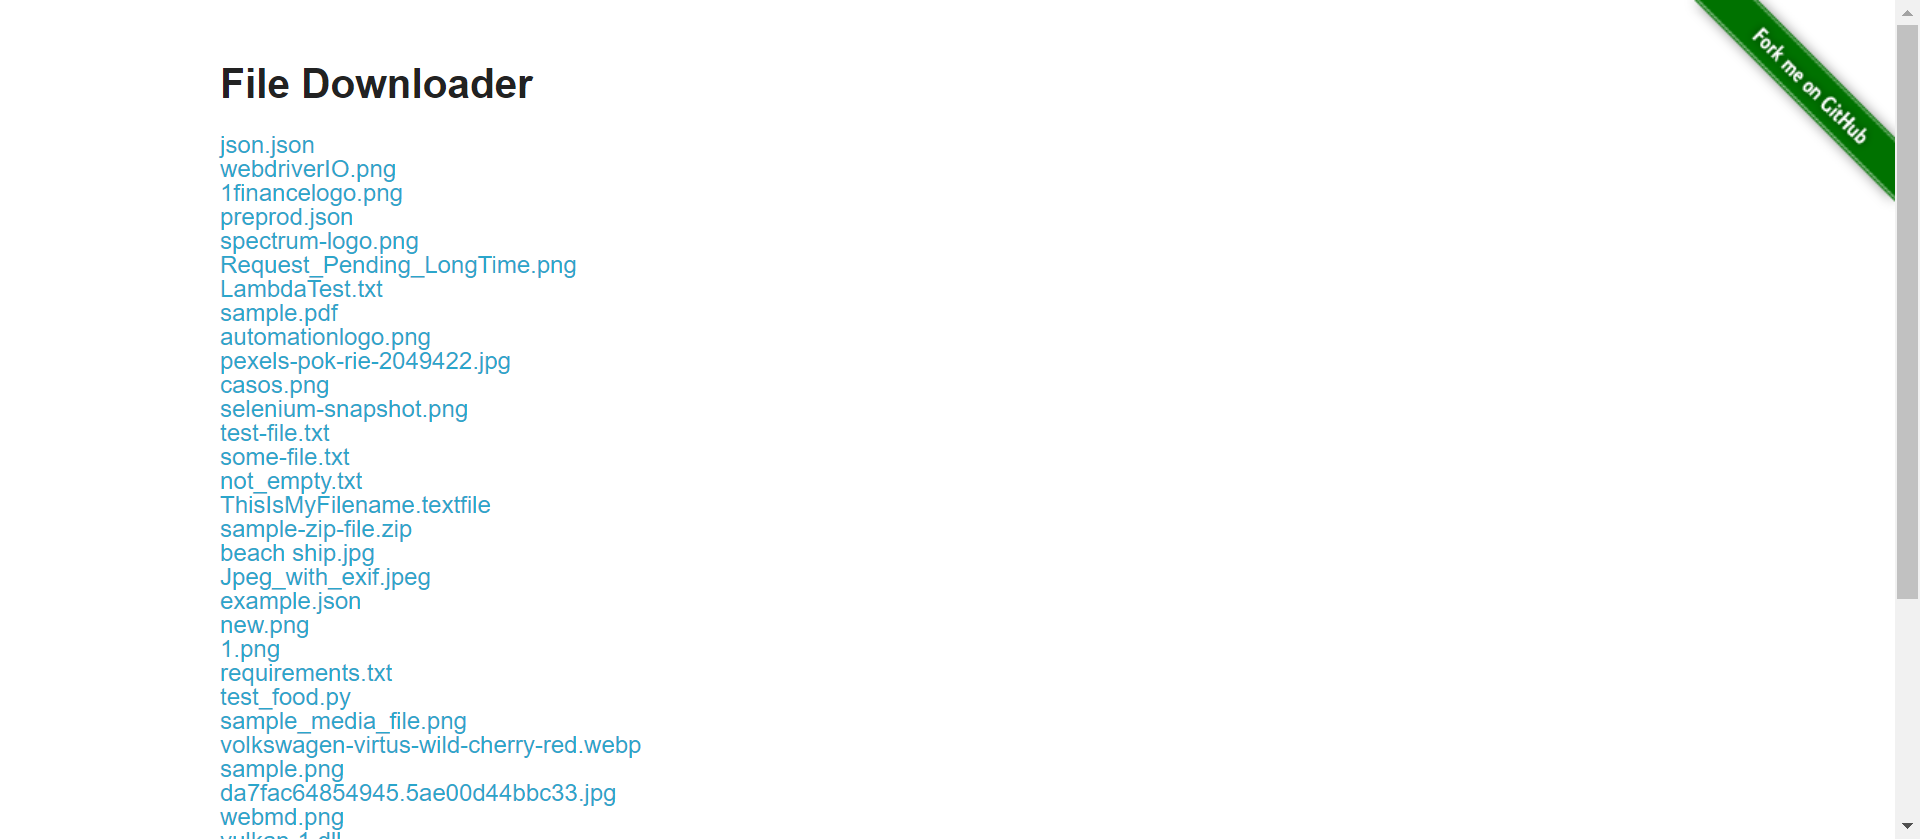 Fork me on GitHub
File Downloader
json.json
webdriverIO.png
1financelogo.png
preprod.json
spectrum-logo.png
Request_Pending_LongTime.png
LambdaTest.txt
sample.pdf
automationlogo.png
pexels-pok-rie-2049422.jpg
casos.png
selenium-snapshot.png
test-file.txt
some-file.txt
not_empty.txt
ThisIsMyFilename.textfile
sample-zip-file.zip
beach ship.jpg
Jpeg_with_exif.jpeg
example.json
new.png
1.png
requirements.txt
test_food.py
sample_media_file.png
volkswagen-virtus-wild-cherry-red.webp
sample.png
da7fac64854945.5ae00d44bbc33.jpg
webmd.png
vulkan-1.dll